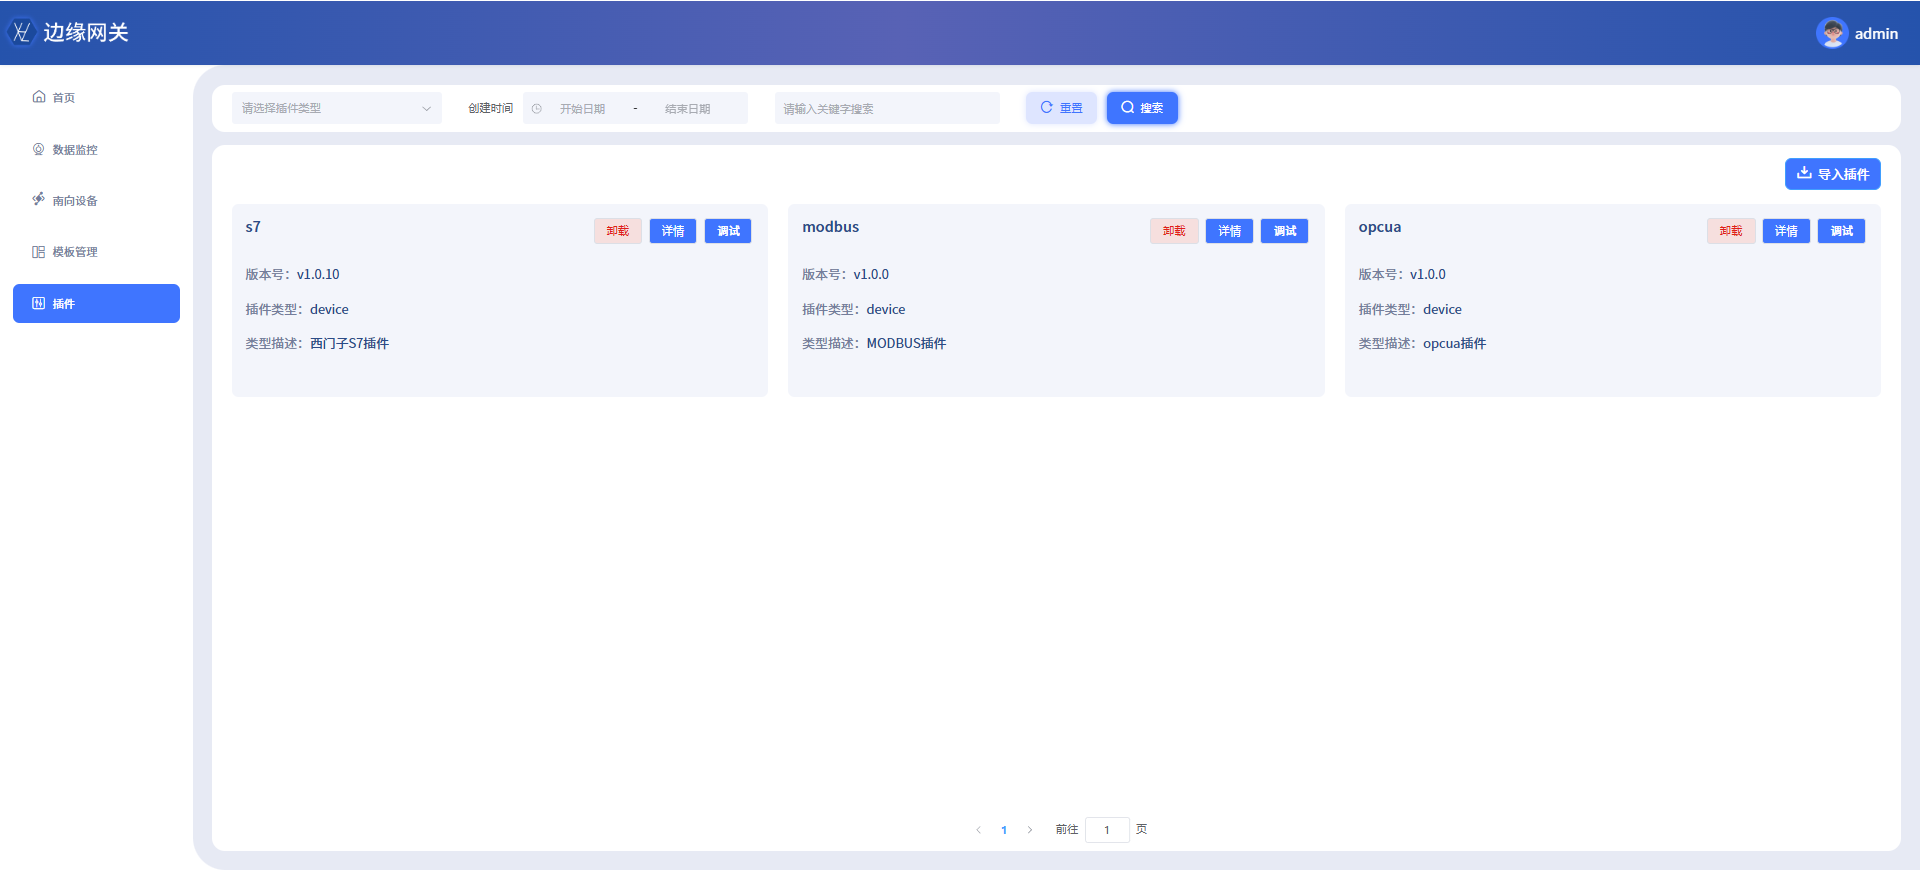 边缘网关
admin
首页
数据监控
南向设备
模板管理
插件
请选择插件类型
创建时间 开始日期 - 结束日期
请输入关键字搜索
重置
搜索
导入插件
s7
卸载 详情 调试
版本号：v1.0.10
插件类型：device
类型描述：西门子S7插件
modbus
卸载 详情 调试
版本号：v1.0.0
插件类型：device
类型描述：MODBUS插件
opcua
卸载 详情 调试
版本号：v1.0.0
插件类型：device
类型描述：opcua插件
1 前往 1 页